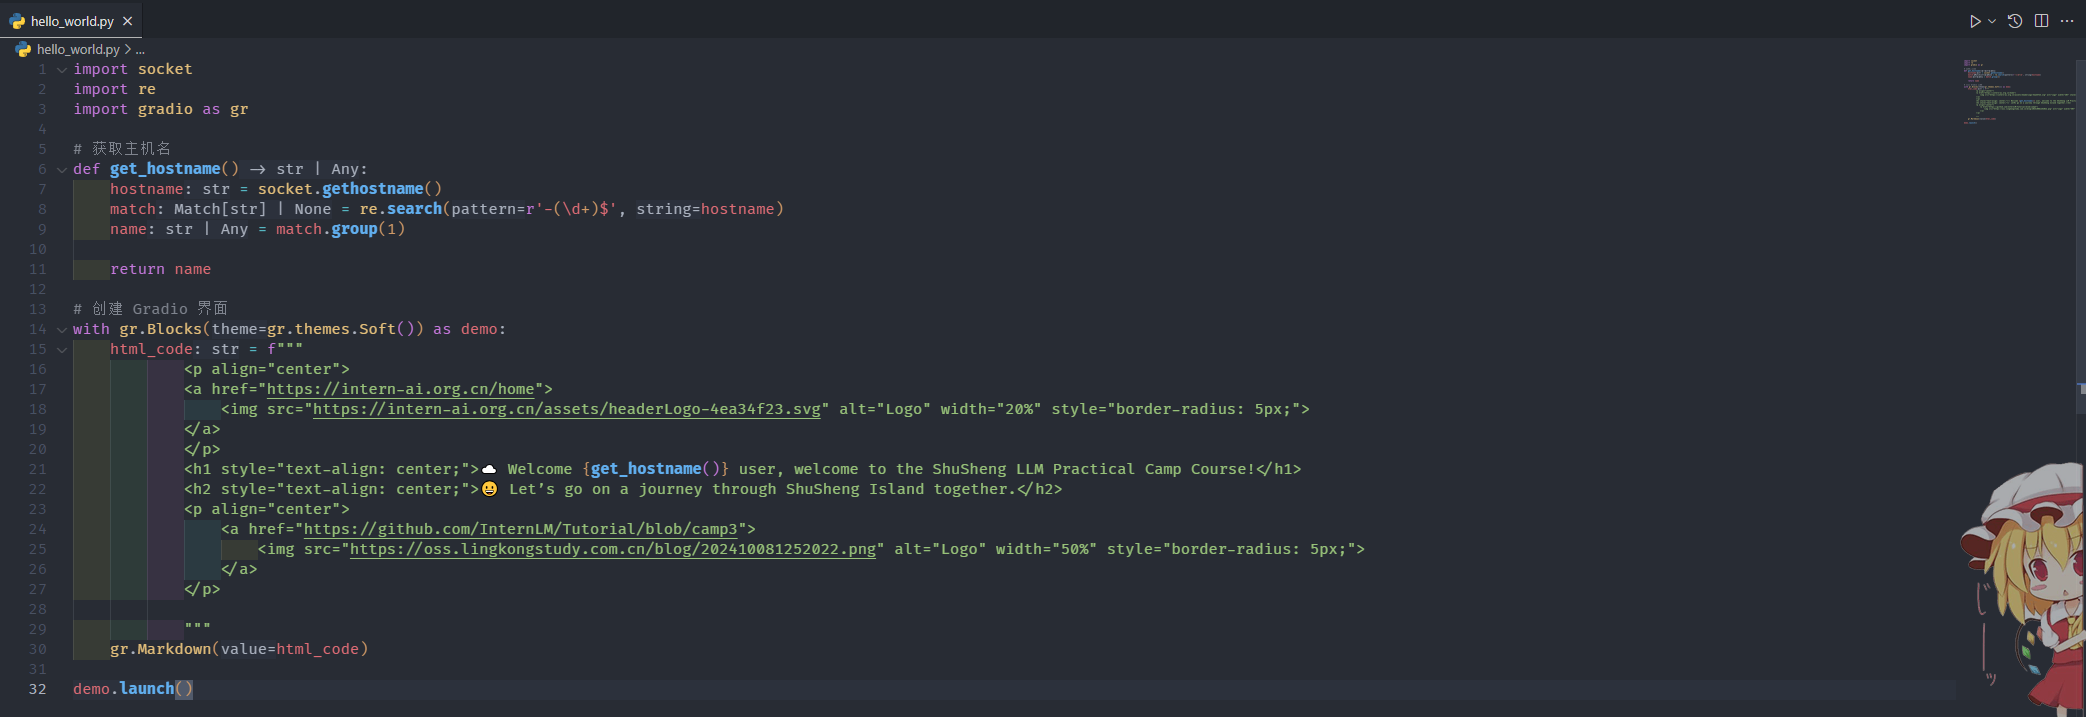 hello_world.py
hello_world.py > ...
1 import socket
2 import re
3 import gradio as gr
4
5 # 获取主机名
6 def get_hostname() -> str | Any:
7 hostname: str = socket.gethostname()
8 match: Match[str] | None = re.search(pattern=r'-(\d+)$', string=hostname)
9 name: str | Any = match.group(1)
10
11 return name
12
13 # 创建 Gradio 界面
14 with gr.Blocks(theme=gr.themes.Soft()) as demo:
15 html_code: str = f"""
16 <p align="center">
17 <a href="https://intern-ai.org.cn/home">
18 <img src="https://intern-ai.org.cn/assets/headerLogo-4ea34f23.svg" alt="Logo" width="20%" style="border-radius: 5px;">
19 </a>
20 </p>
21 <h1 style="text-align: center;">☁️ Welcome {get_hostname()} user, welcome to the ShuSheng LLM Practical Camp Course!</h1>
22 <h2 style="text-align: center;">😀 Let’s go on a journey through ShuSheng Island together.</h2>
23 <p align="center">
24 <a href="https://github.com/InternLM/Tutorial/blob/camp3">
25 <img src="https://oss.lingkongstudy.com.cn/blog/202410081252022.png" alt="Logo" width="50%" style="border-radius: 5px;">
26 </a>
27 </p>
28
29 """
30 gr.Markdown(value=html_code)
31
32 demo.launch()
じーッ